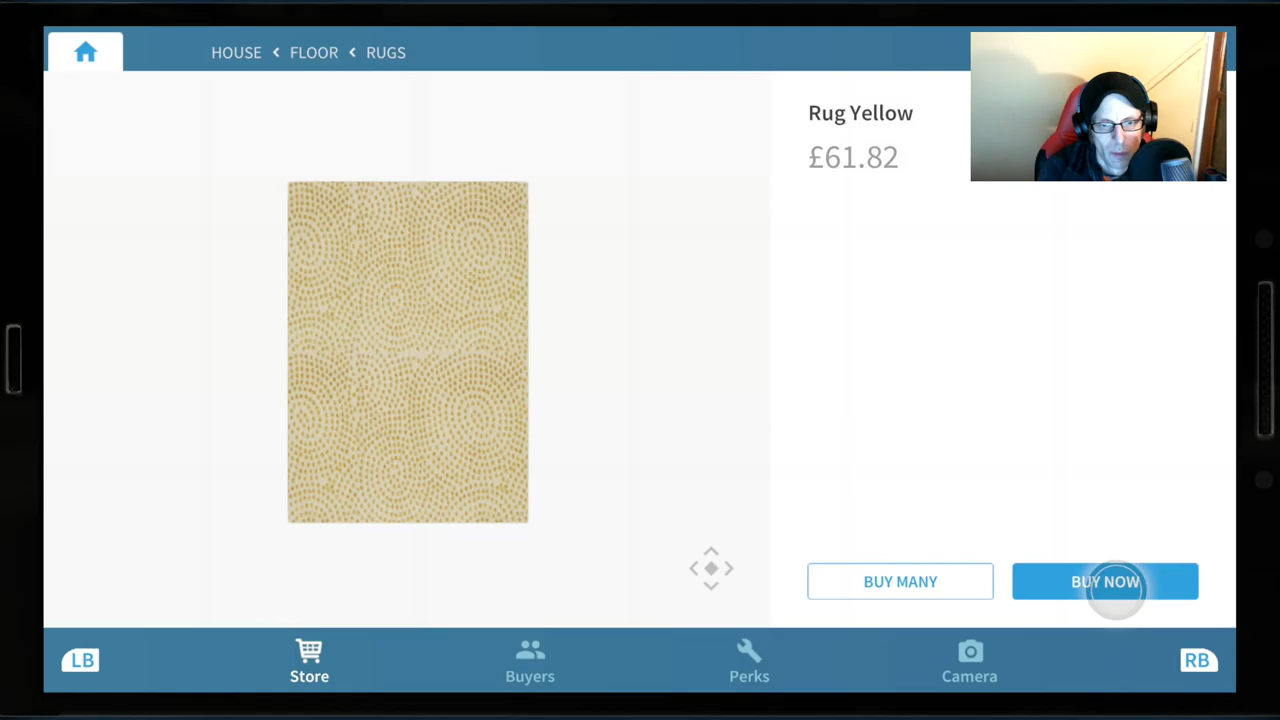 HOUSE < FLOOR < RUGS
Rug Yellow
£61.82
BUY MANY
BUY NOW
LB
Store
Buyers
Perks
Camera
RB